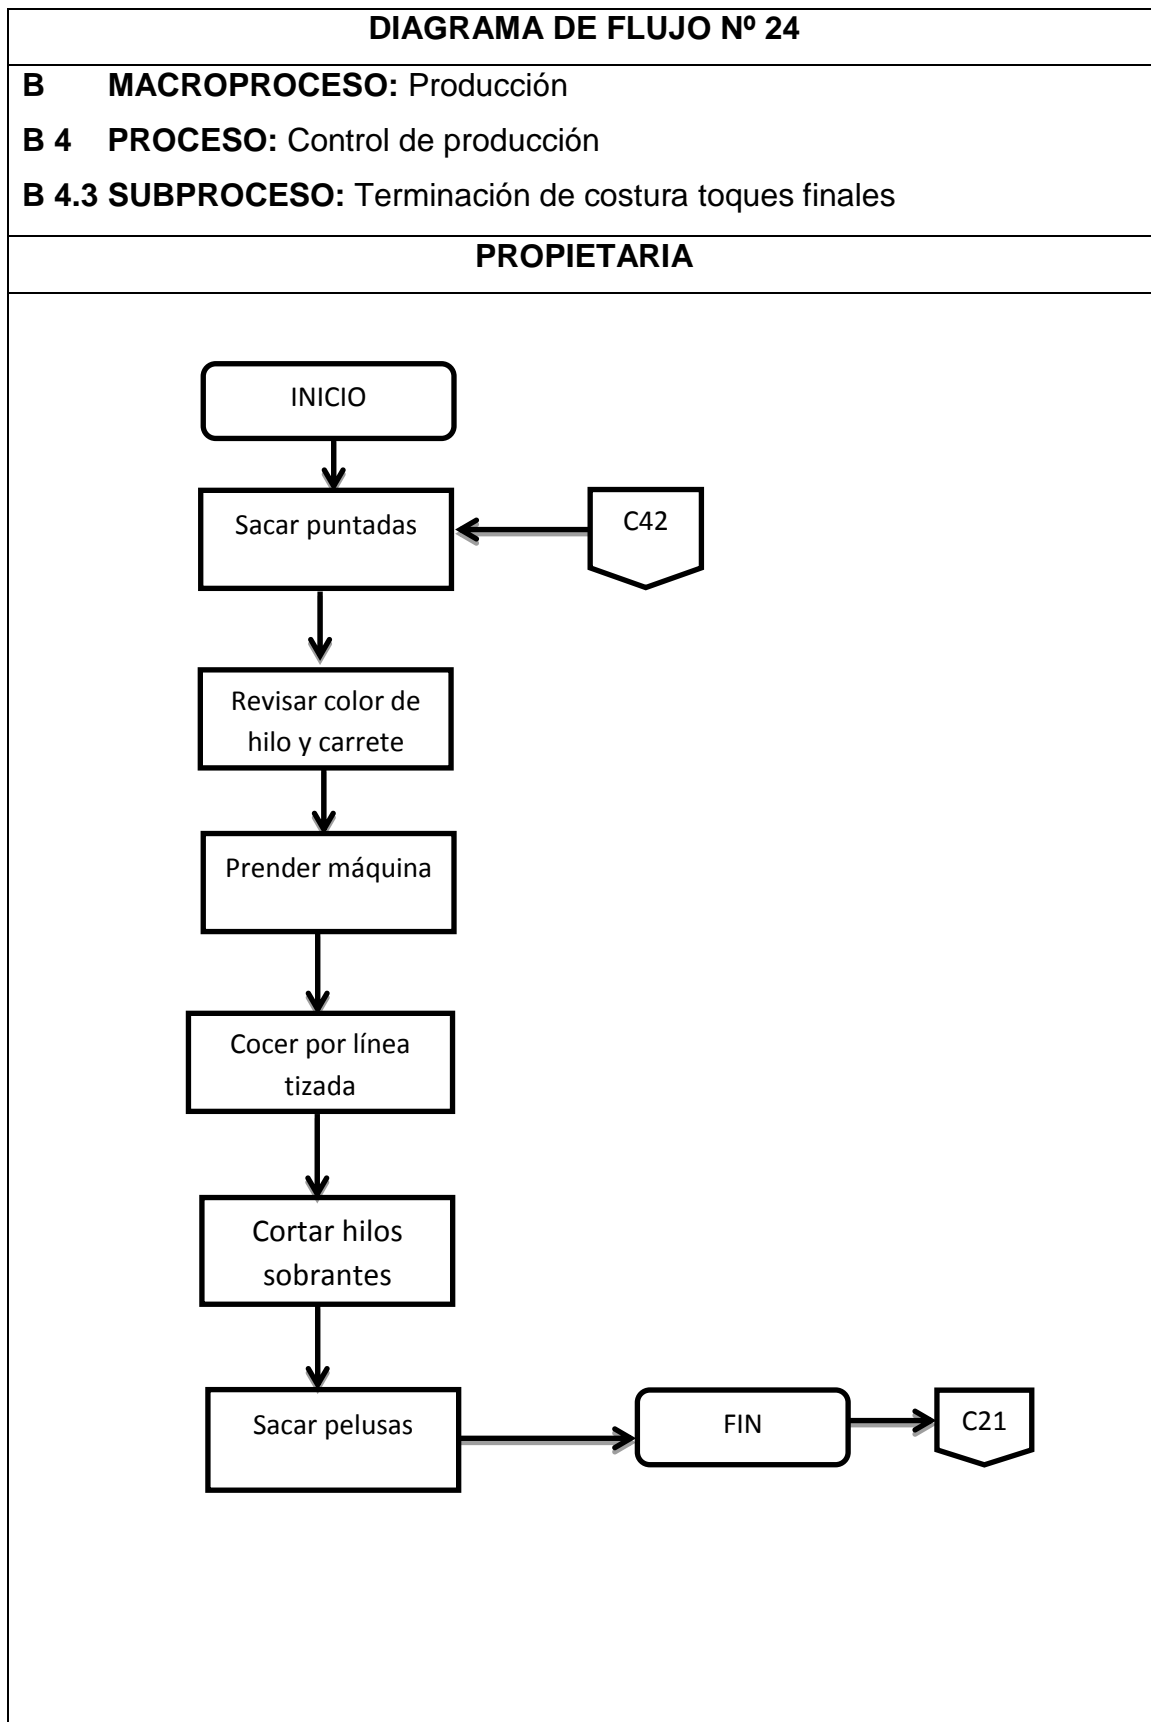 DIAGRAMA DE FLUJO Nº 24
B MACROPROCESO: Producción
B 4 PROCESO: Control de producción
B 4.3 SUBPROCESO: Terminación de costura toques finales
PROPIETARIA
INICIO
Sacar puntadas
C42
Revisar color de
hilo y carrete
Prender máquina
Cocer por línea
tizada
Cortar hilos
sobrantes
Sacar pelusas
FIN
C21